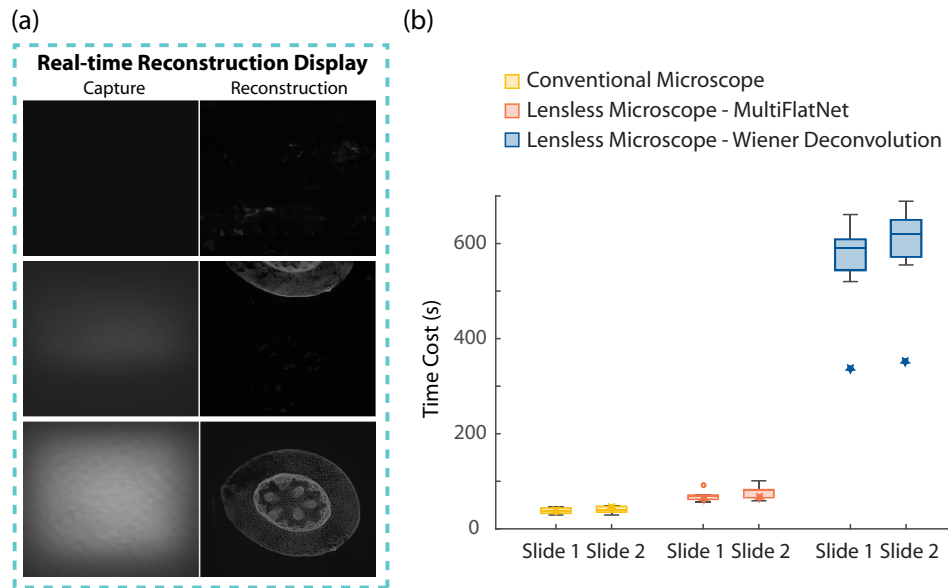 (a)
Real-time Reconstruction Display
Capture Reconstruction
(b)
Conventional Microscope
Lensless Microscope - MultiFlatNet
Lensless Microscope - Wiener Deconvolution
Time Cost (s)
600
400
200
0
Slide 1 Slide 2 Slide 1 Slide 2 Slide 1 Slide 2